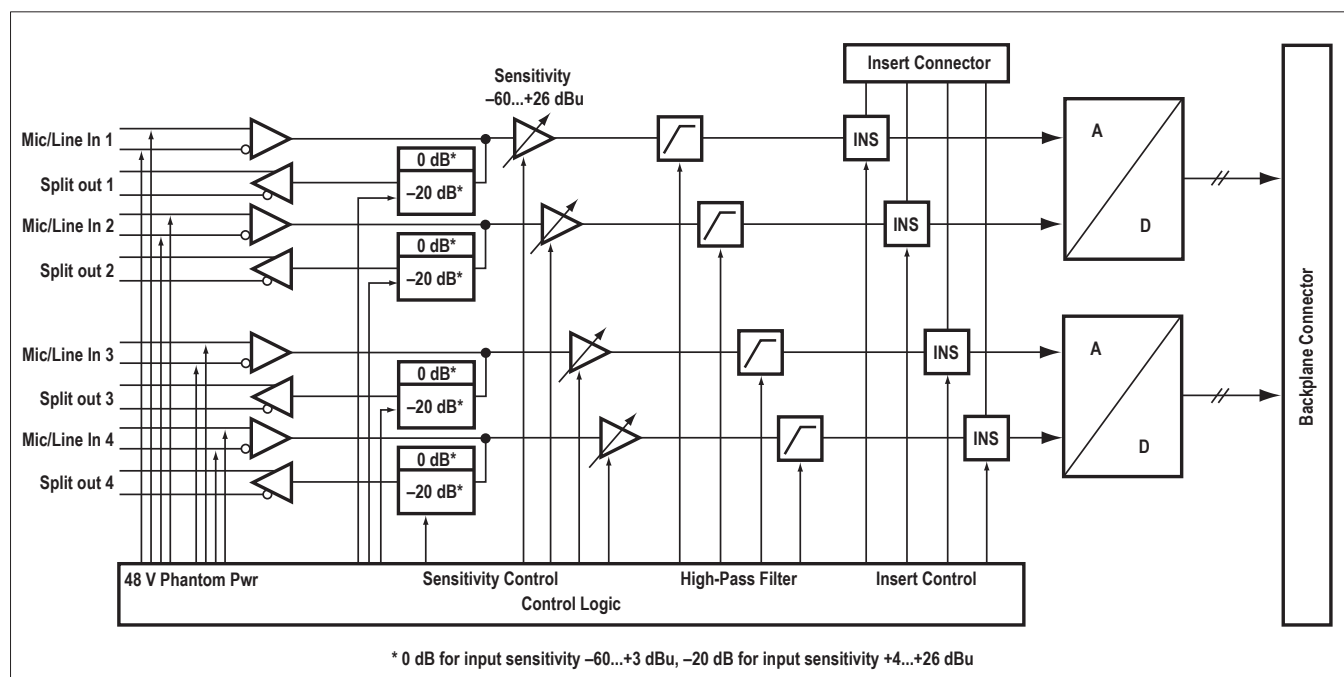 Insert Connector
Sensitivity
–60...+26 dBu
Mic/Line In 1
0 dB*
–20 dB*
INS
A
D
Split out 1
Mic/Line In 2
0 dB*
–20 dB*
INS
Split out 2
Mic/Line In 3
0 dB*
–20 dB*
INS
A
D
Split out 3
Mic/Line In 4
0 dB*
–20 dB*
INS
Split out 4
Backplane Connector
48 V Phantom Pwr
Sensitivity Control
High-Pass Filter
Insert Control
Control Logic
* 0 dB for input sensitivity –60...+3 dBu, –20 dB for input sensitivity +4...+26 dBu